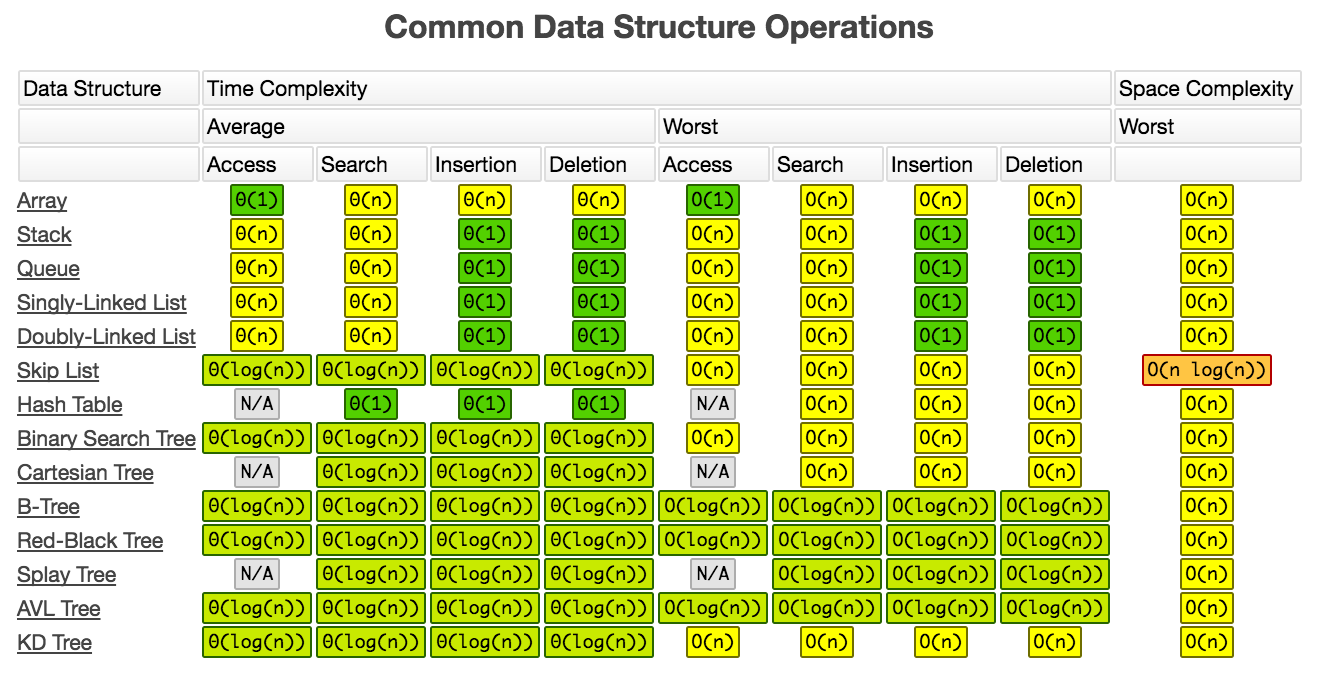 Common Data Structure Operations
Data Structure Time Complexity Space Complexity
Average Worst Worst
Access Search Insertion Deletion Access Search Insertion Deletion
Array Θ(1) Θ(n) Θ(n) Θ(n) O(1) O(n) O(n) O(n) O(n)
Stack Θ(n) Θ(n) Θ(1) Θ(1) O(n) O(n) O(1) O(1) O(n)
Queue Θ(n) Θ(n) Θ(1) Θ(1) O(n) O(n) O(1) O(1) O(n)
Singly-Linked List Θ(n) Θ(n) Θ(1) Θ(1) O(n) O(n) O(1) O(1) O(n)
Doubly-Linked List Θ(n) Θ(n) Θ(1) Θ(1) O(n) O(n) O(1) O(1) O(n)
Skip List Θ(log(n)) Θ(log(n)) Θ(log(n)) Θ(log(n)) O(n) O(n) O(n) O(n) O(n log(n))
Hash Table N/A Θ(1) Θ(1) Θ(1) N/A O(n) O(n) O(n) O(n)
Binary Search Tree Θ(log(n)) Θ(log(n)) Θ(log(n)) Θ(log(n)) O(n) O(n) O(n) O(n) O(n)
Cartesian Tree N/A Θ(log(n)) Θ(log(n)) Θ(log(n)) N/A O(n) O(n) O(n) O(n)
B-Tree Θ(log(n)) Θ(log(n)) Θ(log(n)) Θ(log(n)) O(log(n)) O(log(n)) O(log(n)) O(log(n)) O(n)
Red-Black Tree Θ(log(n)) Θ(log(n)) Θ(log(n)) Θ(log(n)) O(log(n)) O(log(n)) O(log(n)) O(log(n)) O(n)
Splay Tree N/A Θ(log(n)) Θ(log(n)) Θ(log(n)) N/A O(log(n)) O(log(n)) O(log(n)) O(n)
AVL Tree Θ(log(n)) Θ(log(n)) Θ(log(n)) Θ(log(n)) O(log(n)) O(log(n)) O(log(n)) O(log(n)) O(n)
KD Tree Θ(log(n)) Θ(log(n)) Θ(log(n)) Θ(log(n)) O(n) O(n) O(n) O(n) O(n)